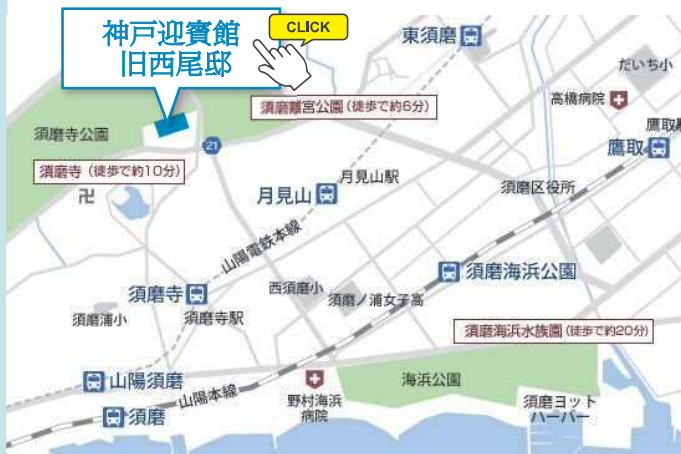 神戸迎賓館
旧西尾邸
CLICK
東須磨
だいち小
高橋病院
須磨離宮公園(徒歩で約6分)
須磨寺公園
鷹取
鷹取
21
須磨寺(徒歩で約10分)
月見山
月見山駅
須磨区役所
山陽電鉄本線
須磨海浜公園
須磨寺
西須磨小
須磨ノ浦女子高
須磨浦小
須磨寺駅
須磨海浜水族園(徒歩で約20分)
山陽須磨
海浜公園
山陽本線
野村海浜
病院
須磨ヨット
ハーバー
須磨